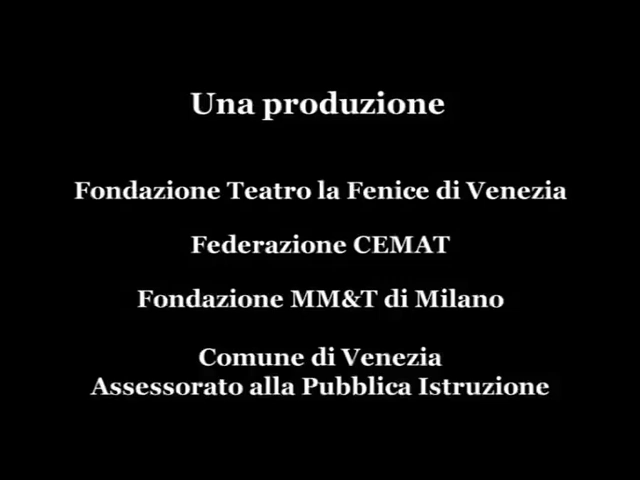 Una produzione
Fondazione Teatro la Fenice di Venezia
Federazione CEMAT
Fondazione MM&T di Milano
Comune di Venezia
Assessorato alla Pubblica Istruzione